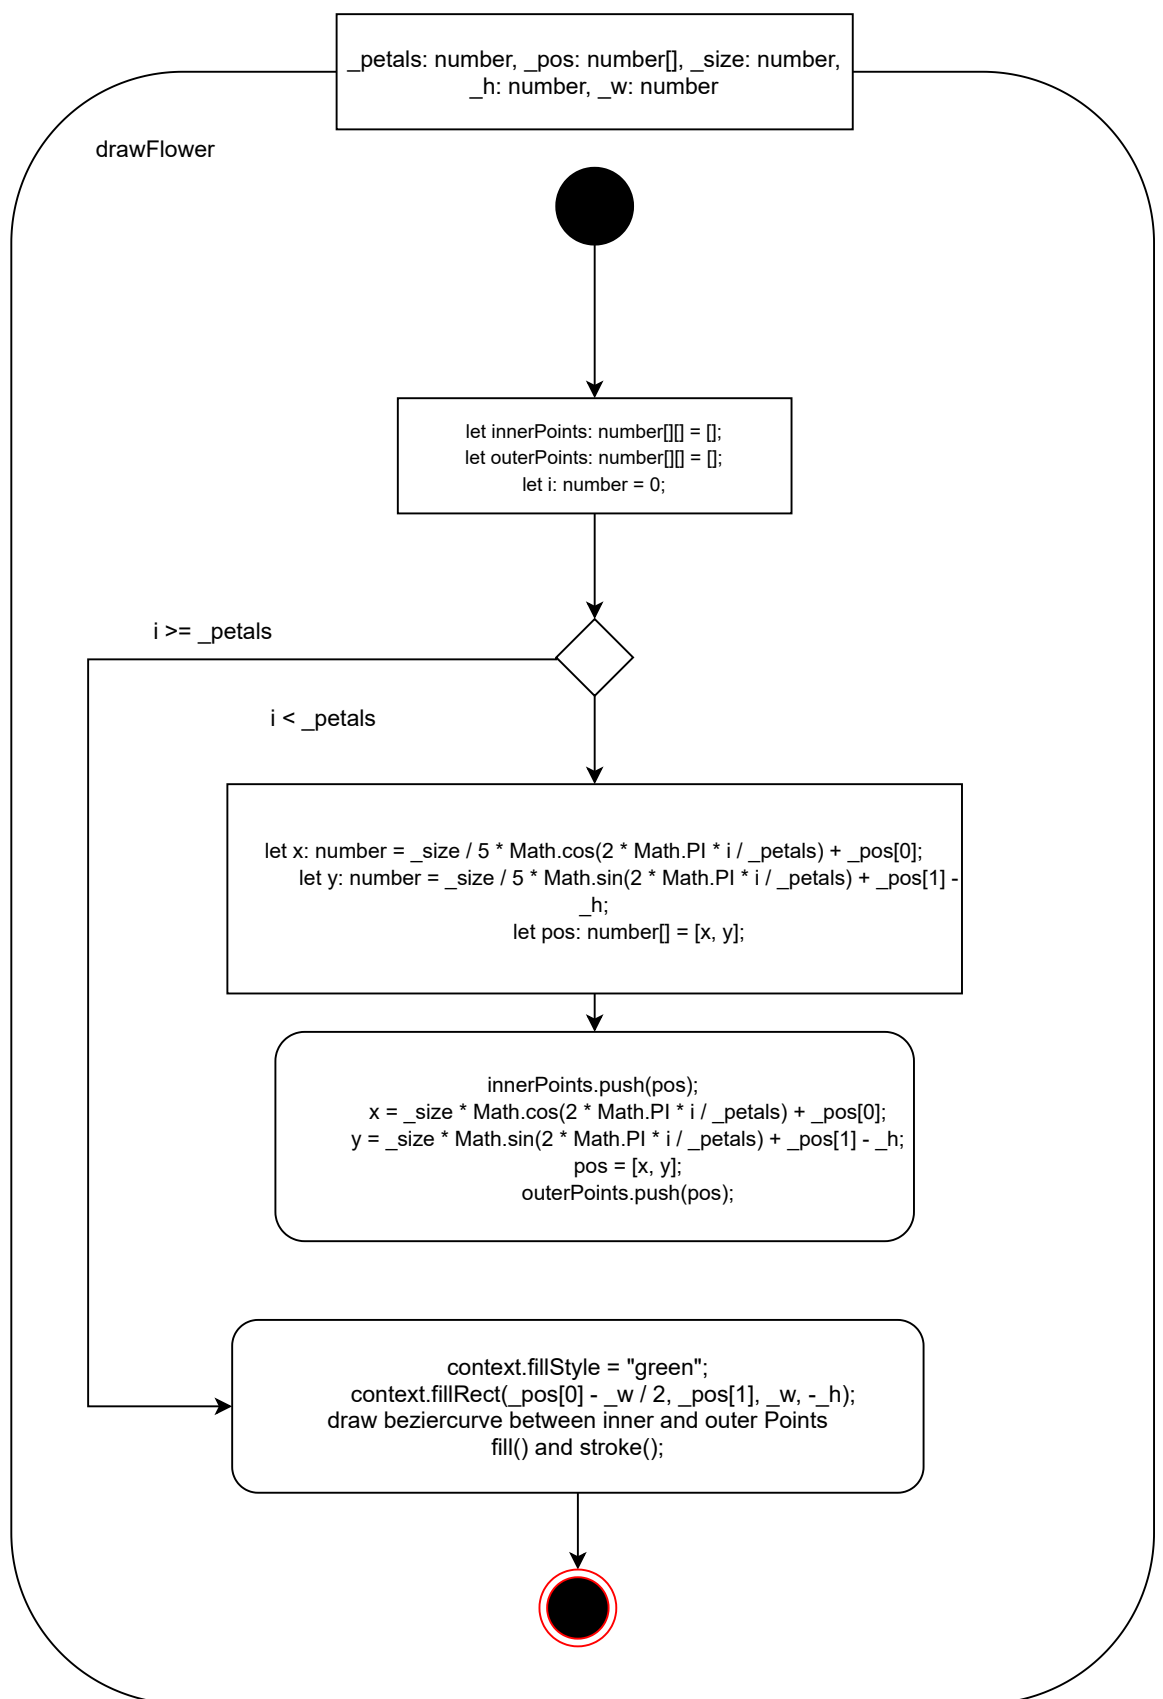 _petals: number, _pos: number[], _size: number,
_h: number, _w: number
drawFlower
let innerPoints: number[][] = [];
let outerPoints: number[][] = [];
let i: number = 0;
i >= _petals
i < _petals
let x: number = _size / 5 * Math.cos(2 * Math.PI * i / _petals) + _pos[0];
let y: number = _size / 5 * Math.sin(2 * Math.PI * i / _petals) + _pos[1] -
_h;
let pos: number[] = [x, y];
innerPoints.push(pos);
x = _size * Math.cos(2 * Math.PI * i / _petals) + _pos[0];
y = _size * Math.sin(2 * Math.PI * i / _petals) + _pos[1] - _h;
pos = [x, y];
outerPoints.push(pos);
context.fillStyle = "green";
context.fillRect(_pos[0] - _w / 2, _pos[1], _w, -_h);
draw beziercurve between inner and outer Points
fill() and stroke();